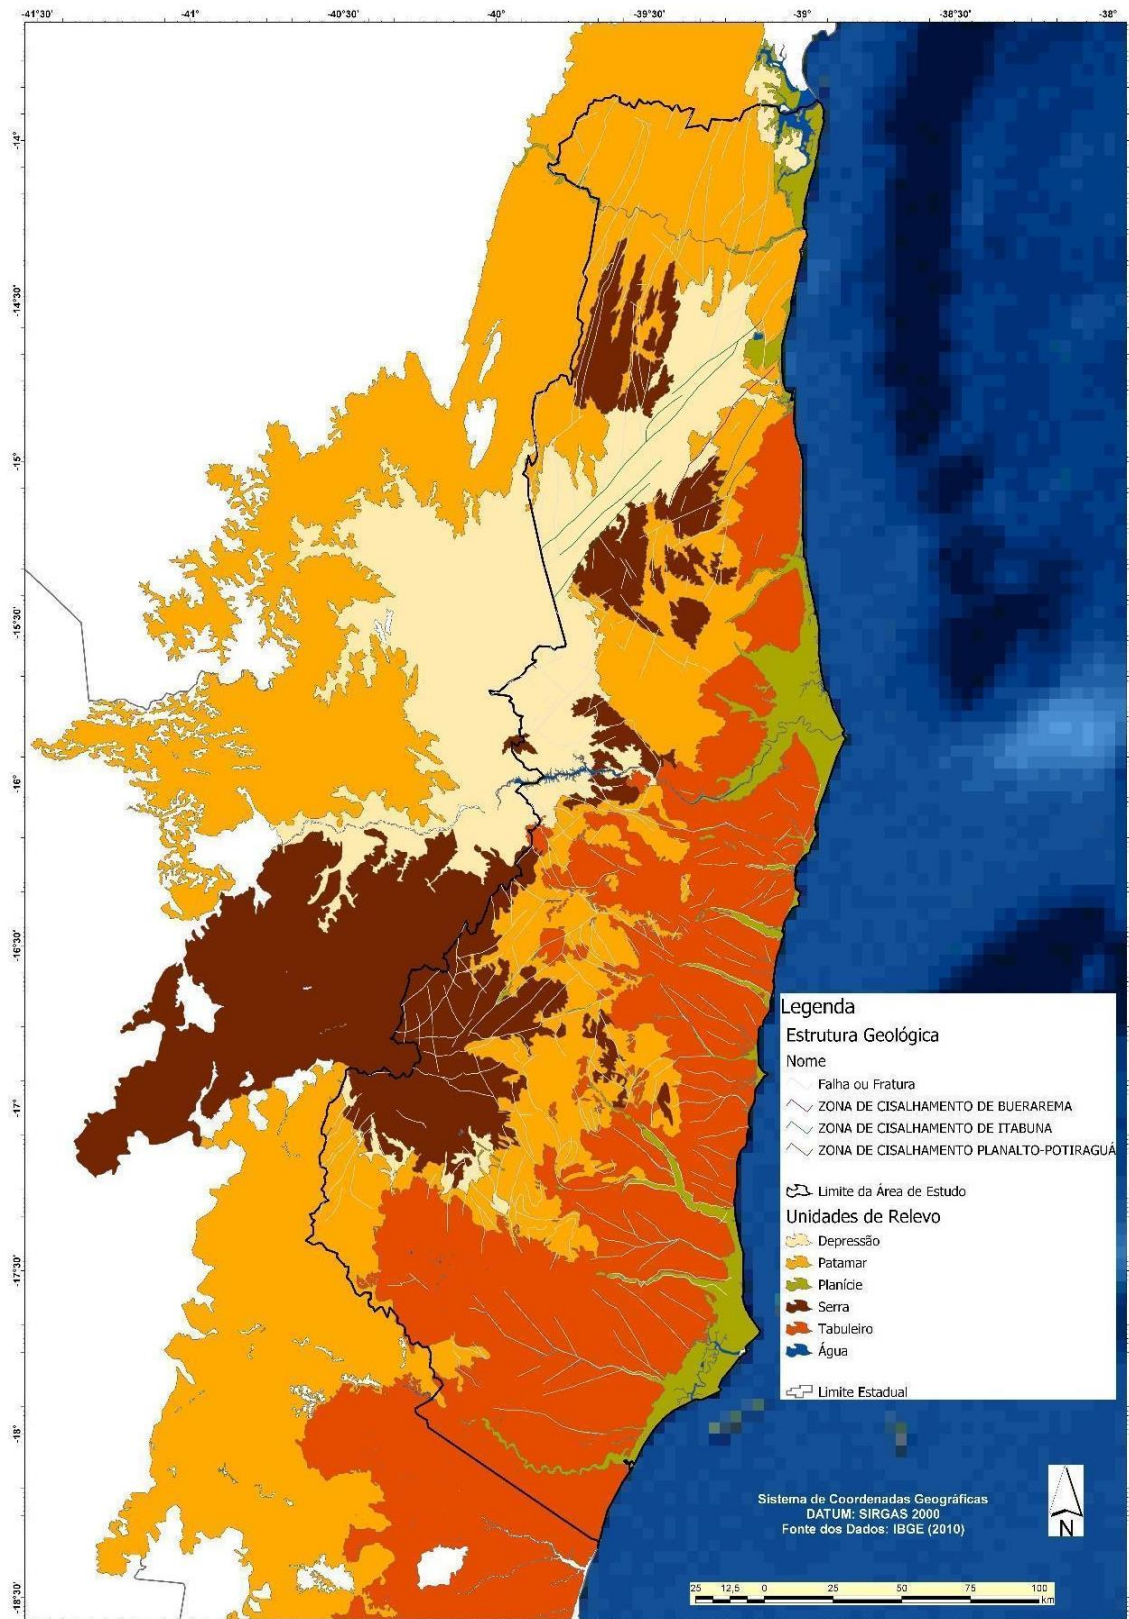 -41°30' -41° -40°30' -40° -39°30' -39° -38°30' -38°
-14°
-14°30'
-15°
-15°30'
-16°
-16°30'
-17°
-17°30'
-18°
-18°30'
Legenda
Estrutura Geológica
Nome
Falha ou Fratura
ZONA DE CISALHAMENTO DE BUERAREMA
ZONA DE CISALHAMENTO DE ITABUNA
ZONA DE CISALHAMENTO PLANALTO-POTIRAGUÁ
Limite da Área de Estudo
Unidades de Relevo
Depressão
Patamar
Planície
Serra
Tabuleiro
Água
Limite Estadual
Sistema de Coordenadas Geográficas
DATUM: SIRGAS 2000
Fonte dos Dados: IBGE (2010)
N
25 12,5 0 25 50 75 100
km